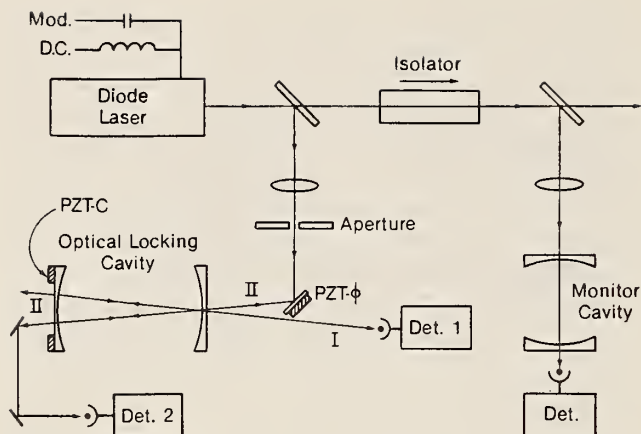 Mod.
D.C.
Diode
Laser
Isolator
PZT-C
Optical Locking
Cavity
Aperture
II
II
PZT-ϕ
I
Det. 1
Det. 2
Monitor
Cavity
Det.